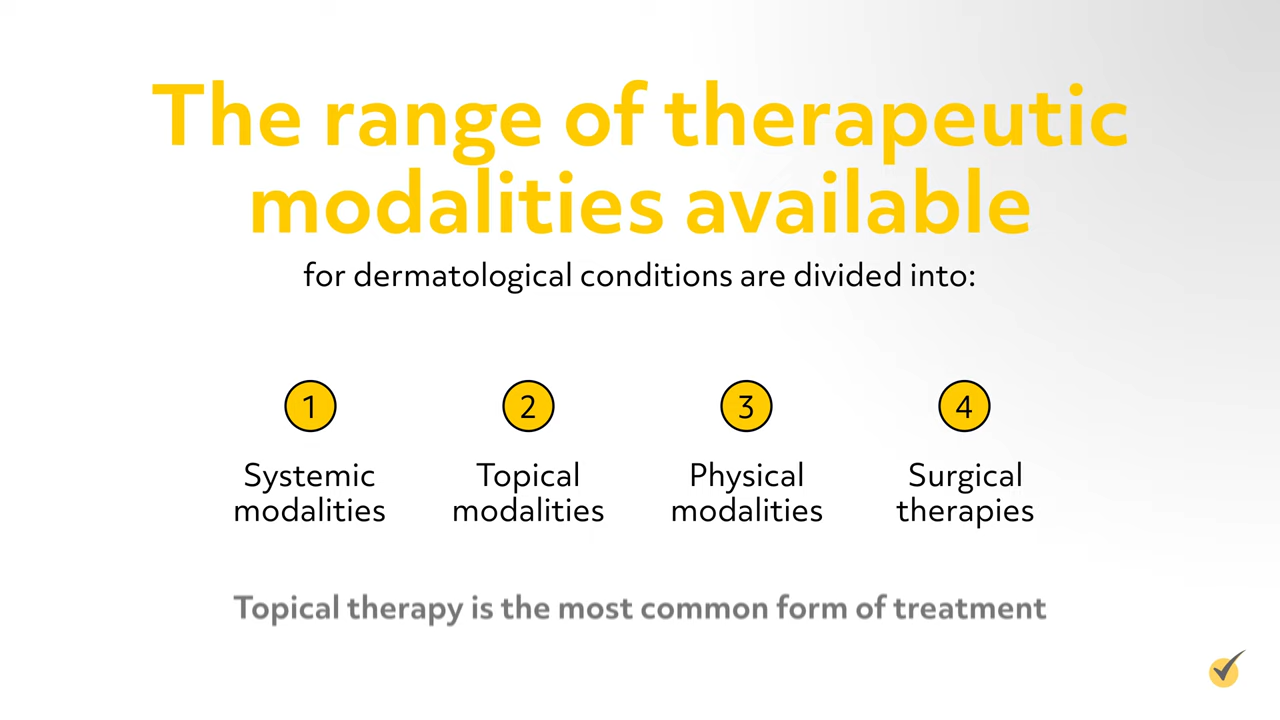 The range of therapeutic
modalities available
for dermatological conditions are divided into:
1
2
3
4
Systemic
modalities
Topical
modalities
Physical
modalities
Surgical
therapies
Topical therapy is the most common form of treatment